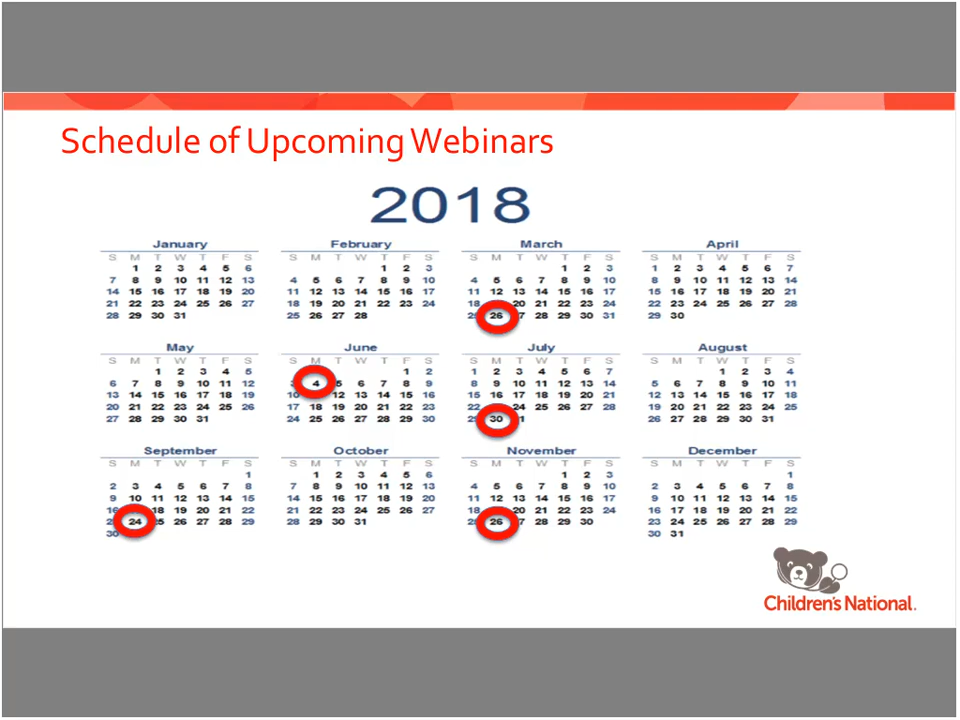 Schedule of Upcoming Webinars
2018
January
S M T W T F S
1 2 3 4 5 6
7 8 9 10 11 12 13
14 15 16 17 18 19 20
21 22 23 24 25 26 27
28 29 30 31
February
S M T W T F S
1 2 3
4 5 6 7 8 9 10
11 12 13 14 15 16 17
18 19 20 21 22 23 24
25 26 27 28
March
S M T W T F S
1 2 3
4 5 6 7 8 9 10
11 12 13 14 15 16 17
18 20 21 22 23 24
26 28 29 30 31
April
S M T W T F S
1 2 3 4 5 6 7
8 9 10 11 12 13 14
15 16 17 18 19 20 21
22 23 24 25 26 27 28
29 30
May
S M T W T F S
1 2 3 4 5
6 7 8 9 10 11 12
13 14 15 16 17 18 19
20 21 22 23 24 25 26
27 28 29 30 31
June
S M T W T F S
1 2
3 4 5 6 7 8 9
10 12 13 14 15 16
17 18 19 20 21 22 23
24 25 26 27 28 29 30
July
S M T W T F S
1 2 3 4 5 6 7
8 9 10 11 12 13 14
15 16 17 18 19 20 21
22 24 25 26 27 28
30
August
S M T W T F S
1 2 3 4
5 6 7 8 9 10 11
12 13 14 15 16 17 18
19 20 21 22 23 24 25
26 27 28 29 30 31
September
S M T W T F S
1
2 3 4 5 6 7 8
9 10 11 12 13 14 15
16 18 19 20 21 22
24 25 26 27 28 29
30
October
S M T W T F S
1 2 3 4 5 6
7 8 9 10 11 12 13
14 15 16 17 18 19 20
21 22 23 24 25 26 27
28 29 30 31
November
S M T W T F S
1 2 3
4 5 6 7 8 9 10
11 12 13 14 15 16 17
18 20 21 22 23 24
26 28 29 30
December
S M T W T F S
1
2 3 4 5 6 7 8
9 10 11 12 13 14 15
16 17 18 19 20 21 22
23 24 25 26 27 28 29
30 31
Children's National.